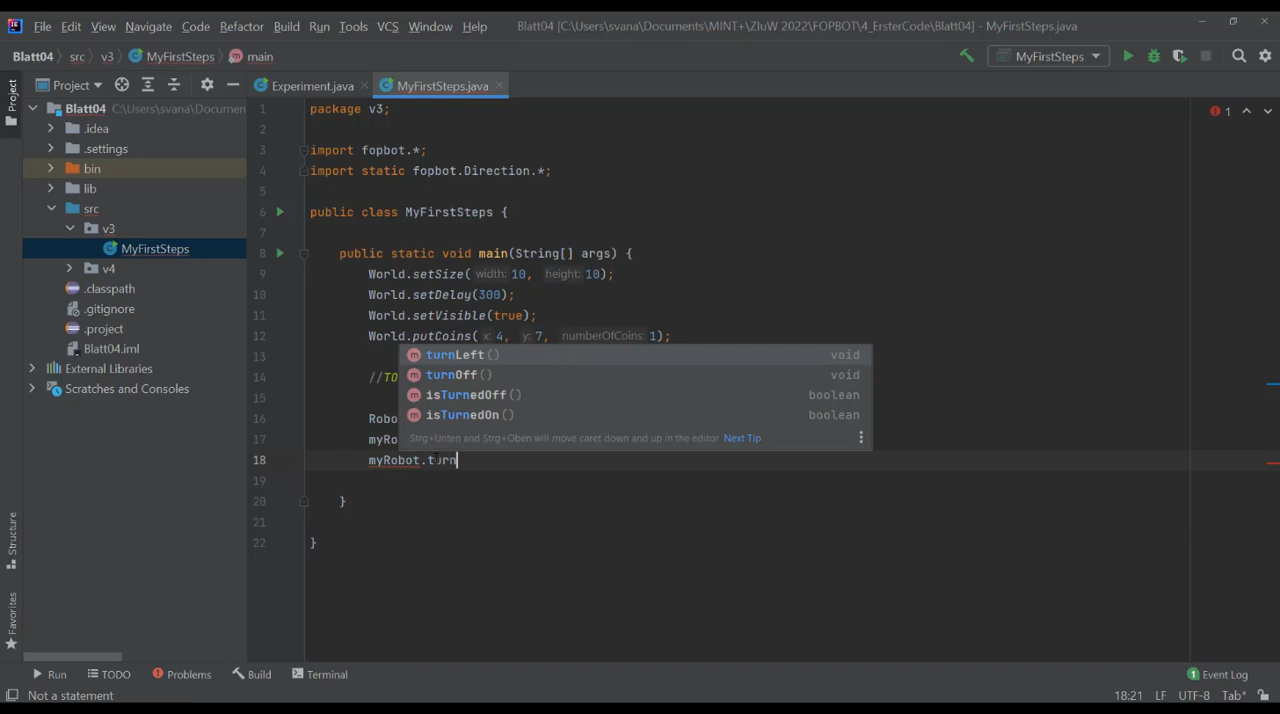 File Edit View Navigate Code Refactor Build Run Tools VCS Window Help Blatt04 [C:\Users\svana\Documents\MINT+\ZIuW 2022\FOPBOT\4_ErsterCode\Blatt04] - MyFirstSteps.java
Blatt04 src v3 MyFirstSteps main MyFirstSteps
Project Project Experiment.java MyFirstSteps.java
Blatt04 C:\Users\svana\Documen
.idea
.settings
bin
lib
src
v3
MyFirstSteps
v4
.classpath
.gitignore
.project
Blatt04.iml
External Libraries
Scratches and Consoles
1 package v3;
2
3 import fopbot.*;
4 import static fopbot.Direction.*;
5
6 public class MyFirstSteps {
7
8 public static void main(String[] args) {
9 World.setSize( width: 10, height: 10);
10 World.setDelay(300);
11 World.setVisible(true);
12 World.putCoins( x: 4, y: 7, numberOfCoins: 1);
13
14 //TO
15
16 Robo
17 myRo
18 myRobot.turn
19
20 }
21
22 }
1
turnLeft() void
turnOff() void
isTurnedOff() boolean
isTurnedOn() boolean
Strg+Unten and Strg+Oben will move caret down and up in the editor Next Tip
Structure
Favorites
Run TODO Problems Build Terminal 1 Event Log
Not a statement 18:21 LF UTF-8 Tab*